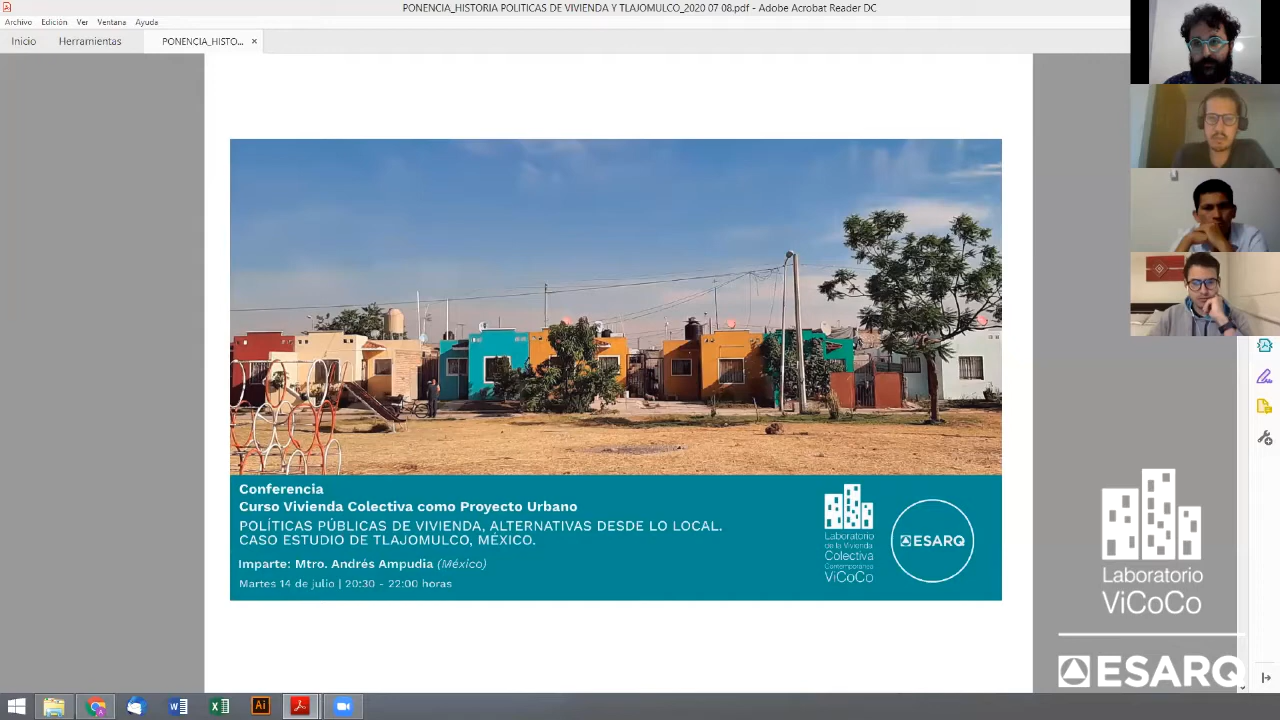 PONENCIA_HISTORIA POLITICAS DE VIVIENDA Y TLAJOMULCO_2020 07 08.pdf - Adobe Acrobat Reader DC
Archivo Edición Ver Ventana Ayuda
Inicio Herramientas PONENCIA_HISTO... ×
Conferencia
Curso Vivienda Colectiva como Proyecto Urbano
POLÍTICAS PÚBLICAS DE VIVIENDA, ALTERNATIVAS DESDE LO LOCAL.
CASO ESTUDIO DE TLAJOMULCO, MÉXICO.
Imparte: Mtro. Andrés Ampudia (México)
Martes 14 de julio | 20:30 - 22:00 horas
Laboratorio
de la Vivienda
Colectiva
Contemporánea
ViCoCo
ESARQ
Laboratorio
ViCoCo
ESARQ
Ai